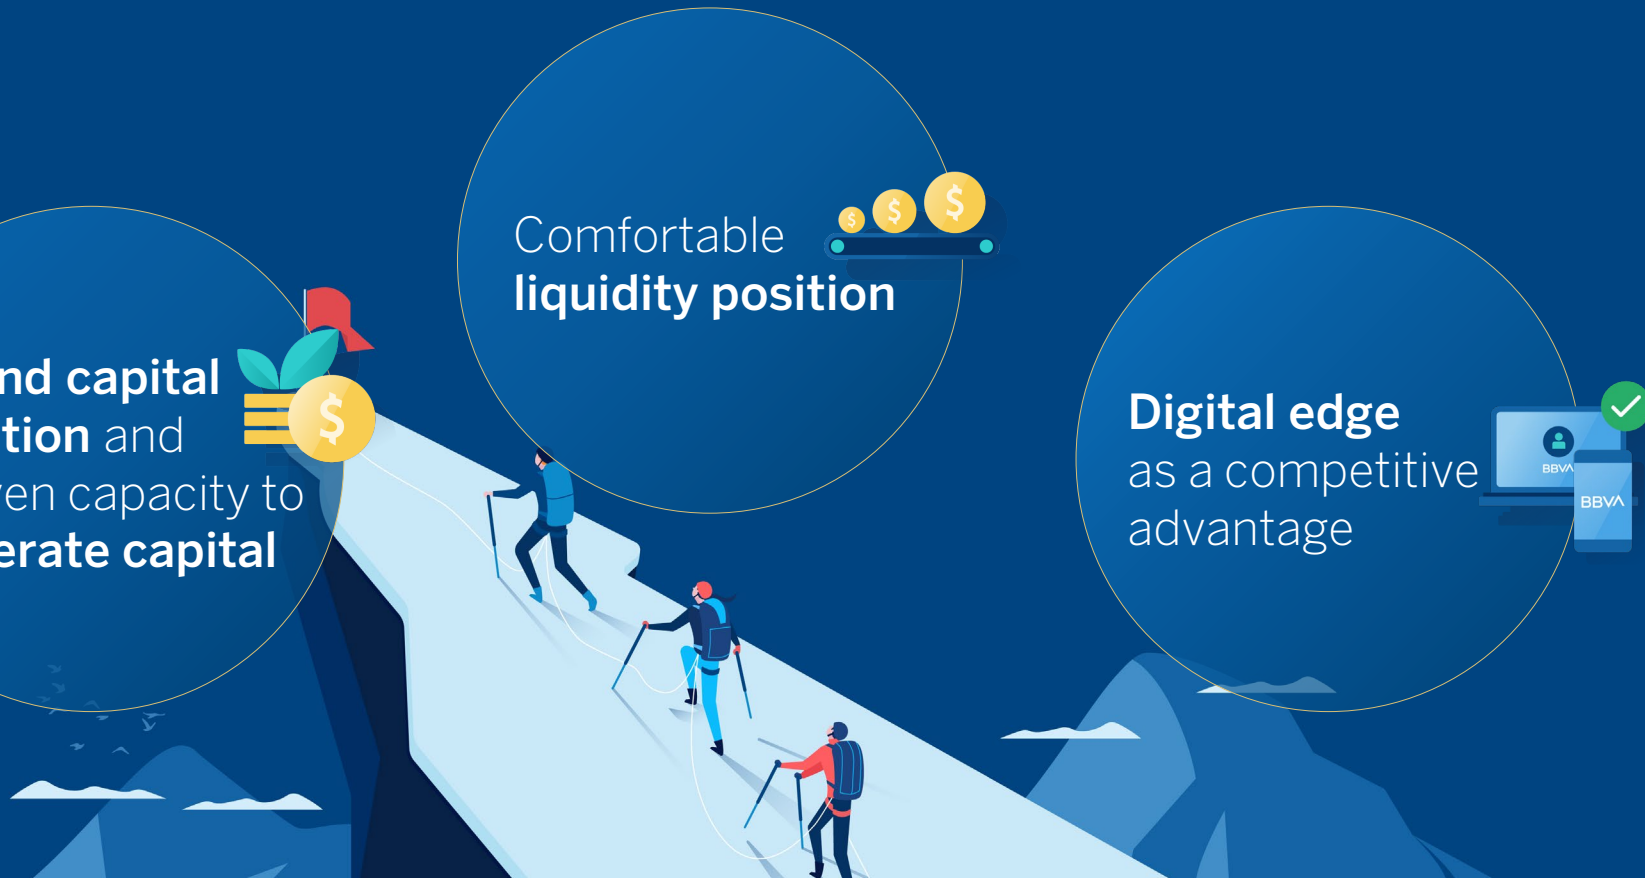 Comfortable
liquidity position
nd capital
tion and
en capacity to
erate capital
Digital edge
as a competitive
advantage
$
$
$
$
BBVA
BBVA